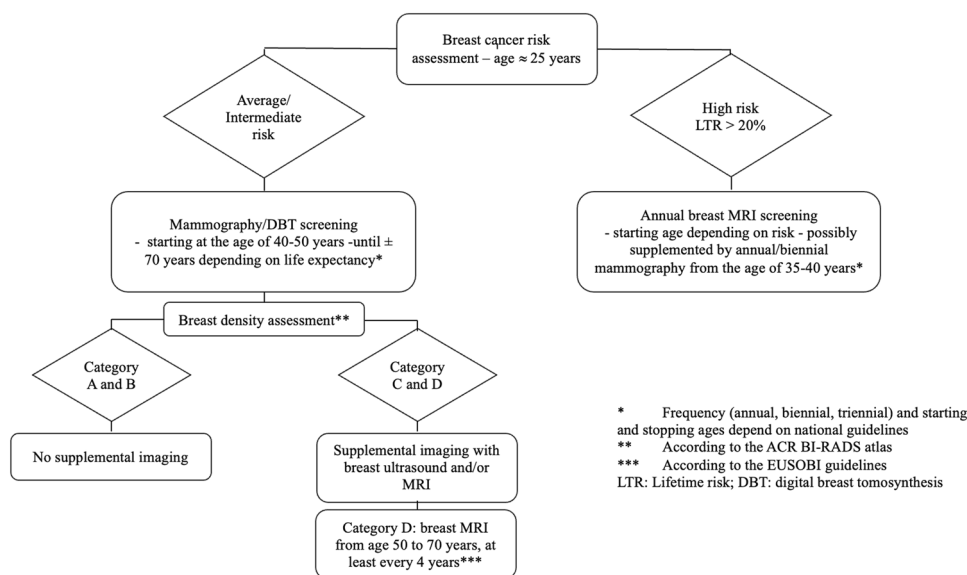 Breast cancer risk
assessment – age ≈ 25 years
Average/
Intermediate
risk
High risk
LTR > 20%
Mammography/DBT screening
- starting at the age of 40-50 years -until ±
70 years depending on life expectancy*
Annual breast MRI screening
- starting age depending on risk - possibly
supplemented by annual/biennial
mammography from the age of 35-40 years*
Breast density assessment**
Category
A and B
Category
C and D
No supplemental imaging
Supplemental imaging with
breast ultrasound and/or
MRI
Category D: breast MRI
from age 50 to 70 years, at
least every 4 years***
* Frequency (annual, biennial, triennial) and starting
and stopping ages depend on national guidelines
** According to the ACR BI-RADS atlas
*** According to the EUSOBI guidelines
LTR: Lifetime risk; DBT: digital breast tomosynthesis